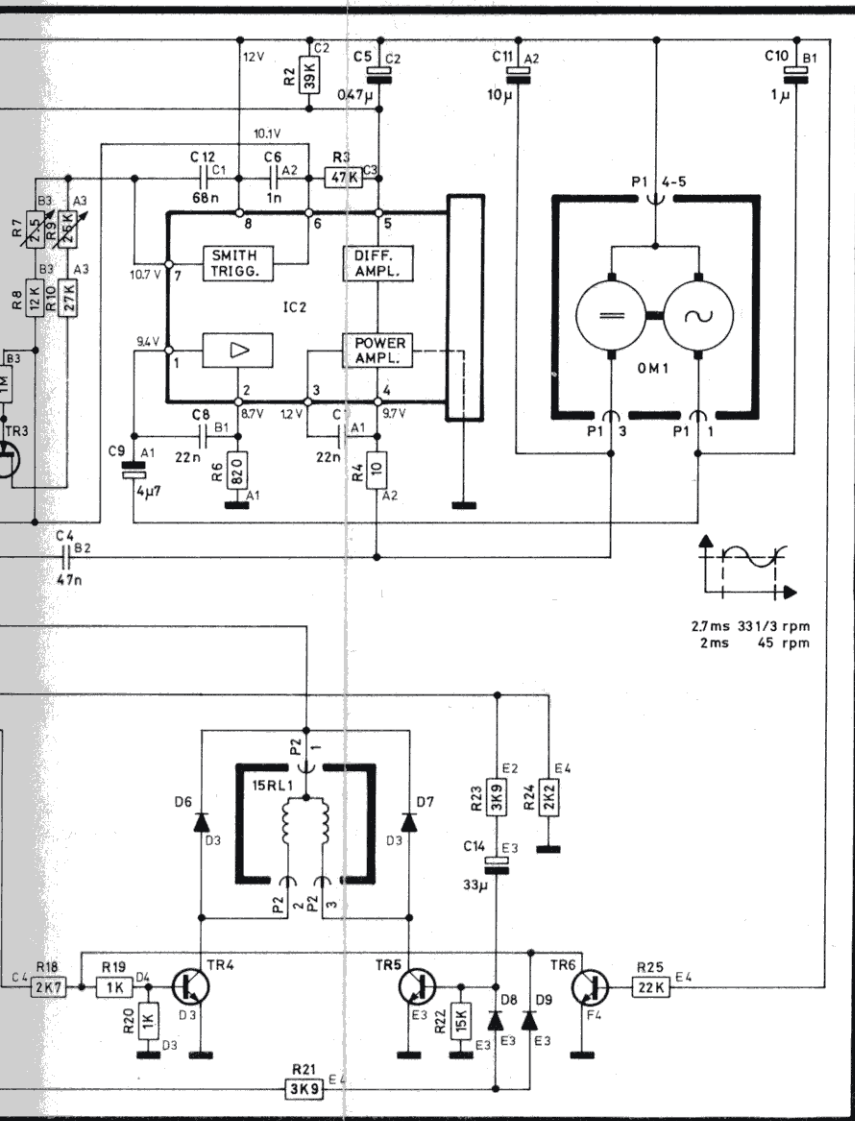 12V
C2
R2
39K
C5
C2
0.47µ
C11
A2
10µ
C10
B1
1µ
10.1V
C12
C1
68n
C6
A2
1n
R3
47K
C3
P1 4-5
B3
A3
R7
2.5
R9
8
6
5
SMITH
TRIGG.
DIFF.
AMPL.
10.7V
7
B3
A3
R8
12K
R10
27K
IC2
9.4V
1
POWER
AMPL.
OM1
B3
1M
2
3
4
8.7V
1.2V
9.7V
P1 3
P1 1
TR3
C8
B1
22n
A1
22n
C9
A1
4µ7
R6
820
A1
R4
10
A2
C4
B2
47n
2.7ms 33 1/3 rpm
2ms 45 rpm
P2
1
15RL1
E2
E4
R23
3K9
R24
2K2
D6
D3
D7
D3
C14
E3
33µ
P2
2
P2
3
R18
C4
2K7
R19
1K
D4
TR4
D3
TR5
E3
TR6
F4
R25
22K
E4
R20
1K
D3
R22
15K
E3
D8
E3
D9
E3
R21
3K9
E4